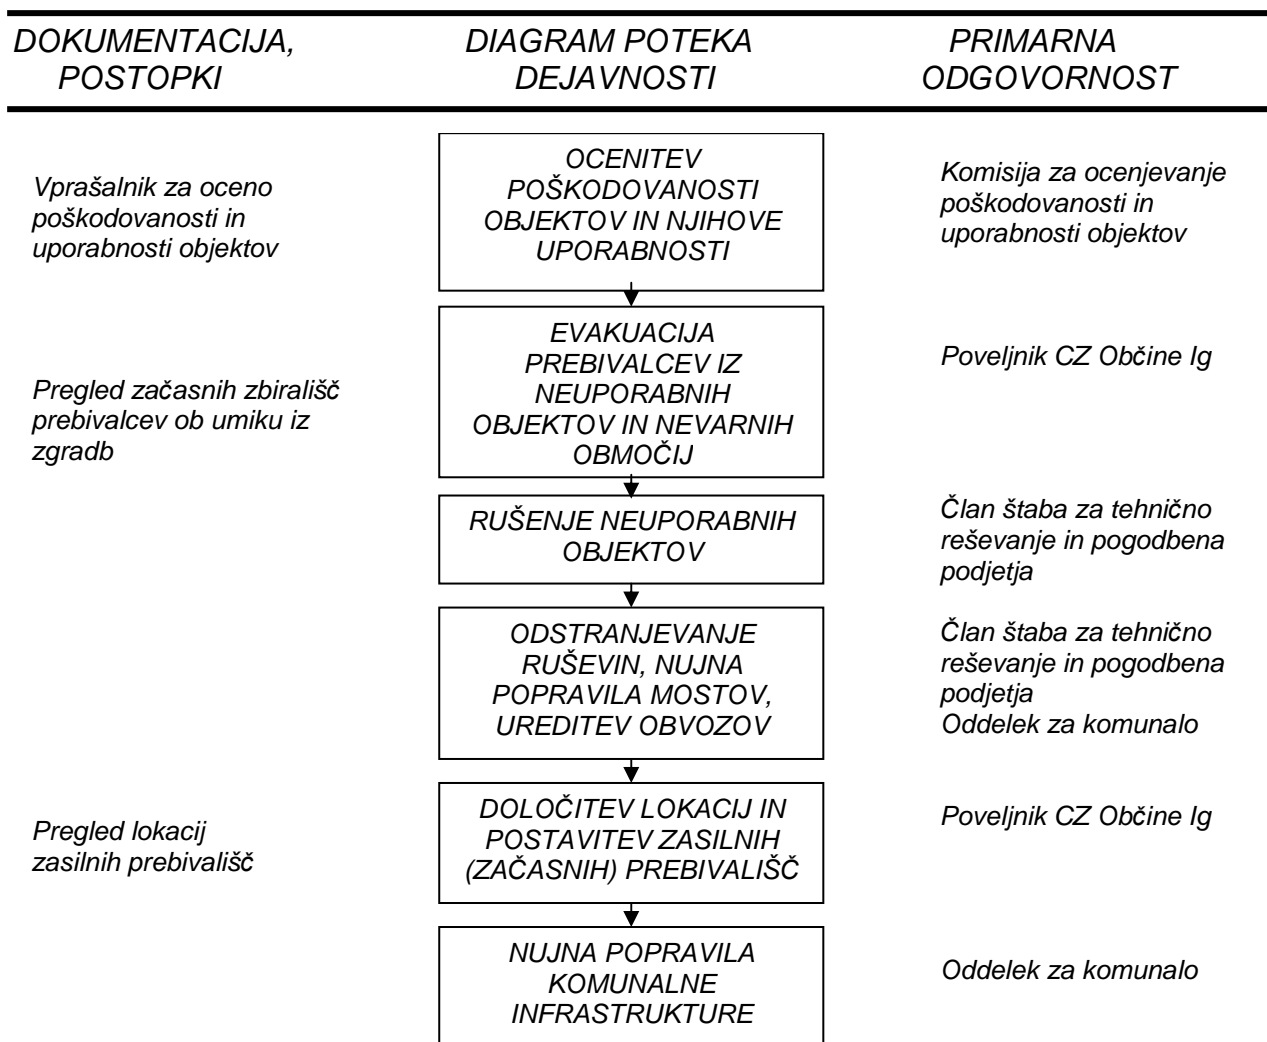 DOKUMENTACIJA,
POSTOPKI
DIAGRAM POTEKA
DEJAVNOSTI
PRIMARNA
ODGOVORNOST
Vprašalnik za oceno
poškodovanosti in
uporabnosti objektov
OCENITEV
POŠKODOVANOSTI
OBJEKTOV IN NJIHOVE
UPORABNOSTI
Komisija za ocenjevanje
poškodovanosti in
uporabnosti objektov
Pregled začasnih zbirališč
prebivalcev ob umiku iz
zgradb
EVAKUACIJA
PREBIVALCEV IZ
NEUPORABNIH
OBJEKTOV IN NEVARNIH
OBMOČIJ
Poveljnik CZ Občine Ig
RUŠENJE NEUPORABNIH
OBJEKTOV
Član štaba za tehnično
reševanje in pogodbena
podjetja
ODSTRANJEVANJE
RUŠEVIN, NUJNA
POPRAVILA MOSTOV,
UREDITEV OBVOZOV
Član štaba za tehnično
reševanje in pogodbena
podjetja
Oddelek za komunalo
Pregled lokacij
zasilnih prebivališč
DOLOČITEV LOKACIJ IN
POSTAVITEV ZASILNIH
(ZAČASNIH) PREBIVALIŠČ
Poveljnik CZ Občine Ig
NUJNA POPRAVILA
KOMUNALNE
INFRASTRUKTURE
Oddelek za komunalo